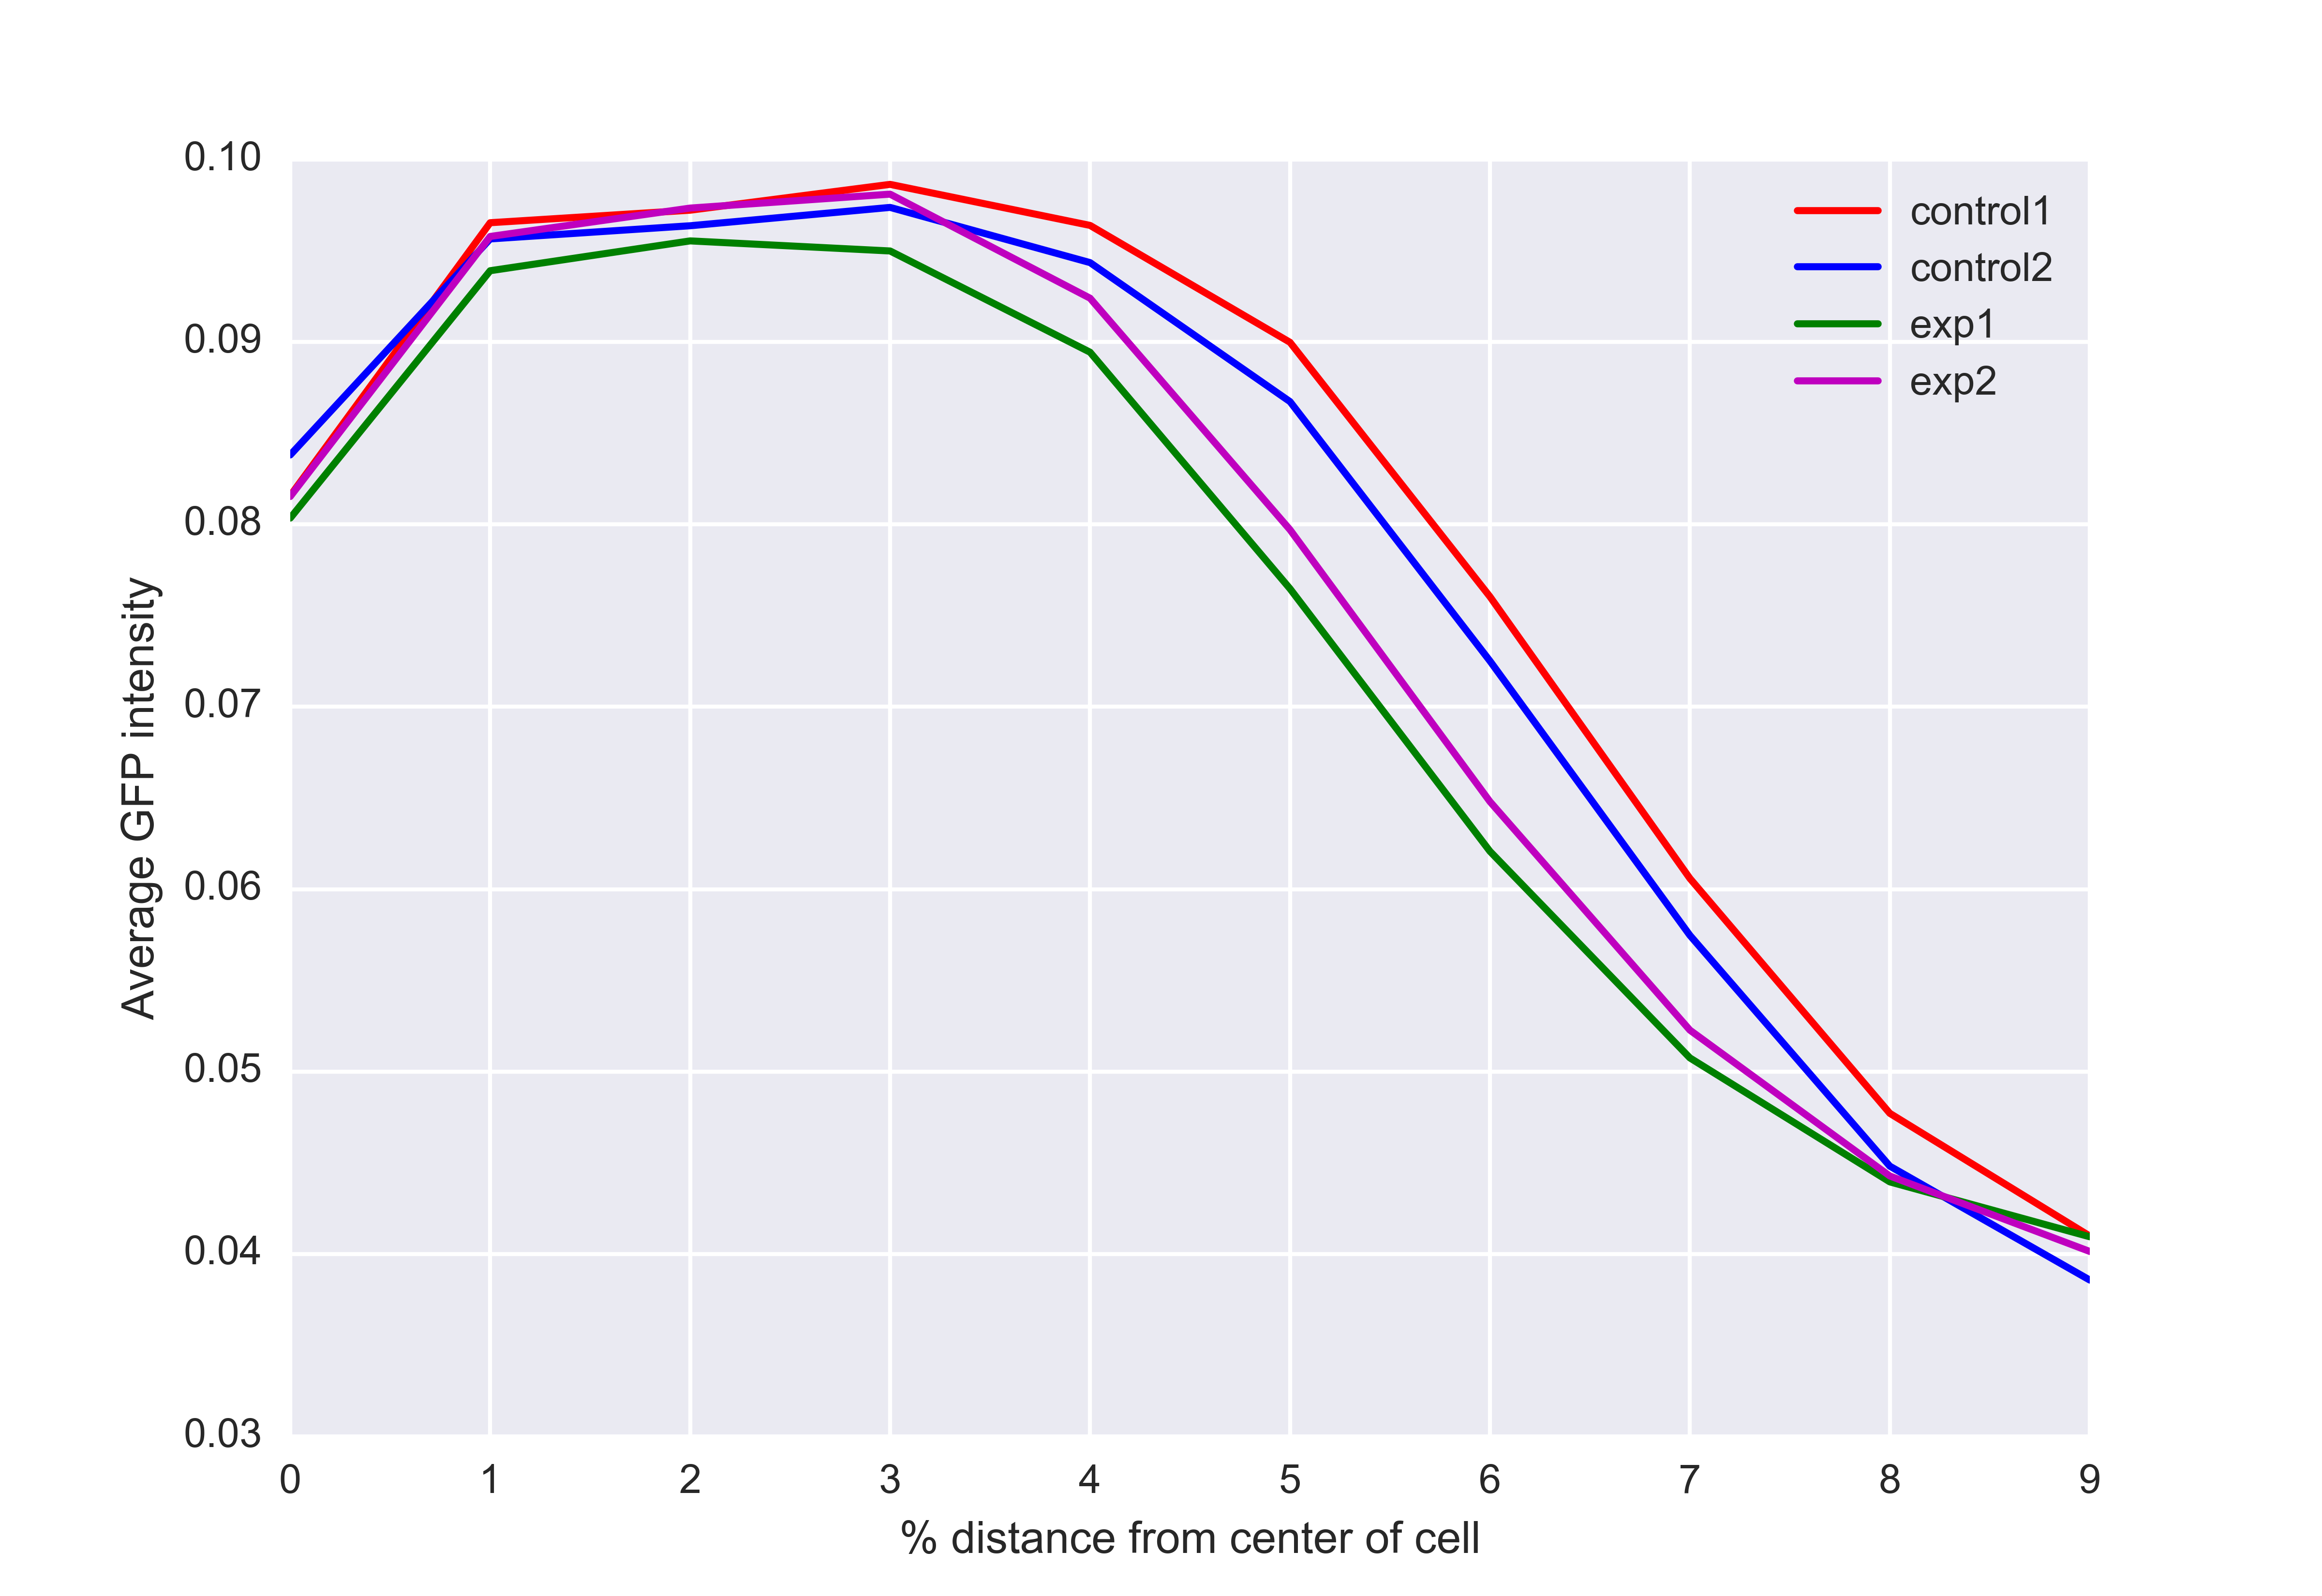 0.10
0.09
0.08
0.07
0.06
0.05
0.04
0.03
Average GFP intensity
control1
control2
exp1
exp2
0 1 2 3 4 5 6 7 8 9
% distance from center of cell